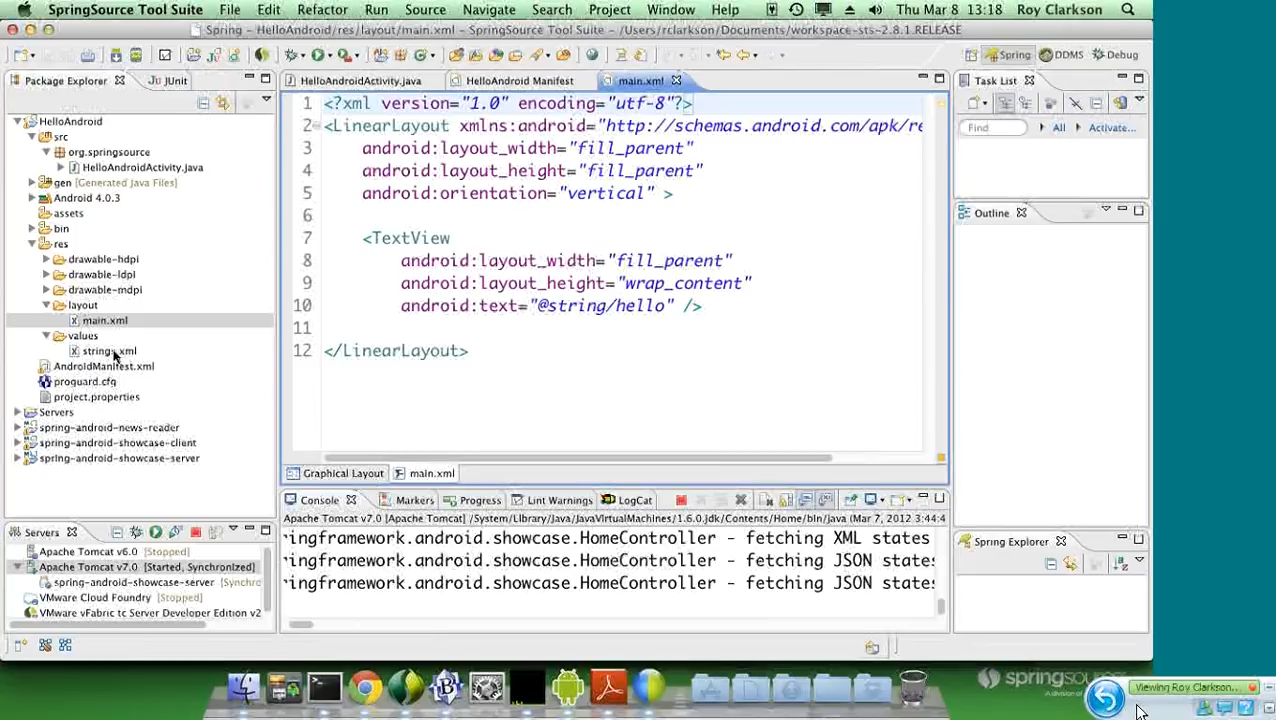 SpringSource Tool Suite File Edit Refactor Run Source Navigate Search Project Run Window Help Thu Mar 8 13:18 Roy Clarkson
Spring - HelloAndroid/res/layout/main.xml - SpringSource Tool Suite - /Users/rclarkson/Documents/workspace-sts-2.8.1.RELEASE
Spring DDMS Debug
Package Explorer JUnit
HelloAndroidActivity.java HelloAndroid Manifest main.xml
Task List
Find All Activate...
HelloAndroid
src
org.springsource
HelloAndroidActivity.java
gen [Generated Java Files]
Android 4.0.3
assets
bin
res
drawable-hdpi
drawable-ldpi
drawable-mdpi
layout
main.xml
values
strings.xml
AndroidManifest.xml
proguard.cfg
project.properties
Servers
spring-android-news-reader
spring-android-showcase-client
spring-android-showcase-server
1 <?xml version="1.0" encoding="utf-8"?>
2 <LinearLayout xmlns:android="http://schemas.android.com/apk/re
3 android:layout_width="fill_parent"
4 android:layout_height="fill_parent"
5 android:orientation="vertical" >
6
7 <TextView
8 android:layout_width="fill_parent"
9 android:layout_height="wrap_content"
10 android:text="@string/hello" />
11
12 </LinearLayout>
Graphical Layout main.xml
Outline
Spring Explorer
Servers
Apache Tomcat v6.0 [Stopped]
Apache Tomcat v7.0 [Started, Synchronized]
spring-android-showcase-server [Synchro
VMware Cloud Foundry [Stopped]
VMware vFabric tc Server Developer Edition v2
Console Markers Progress Lint Warnings LogCat
Apache Tomcat v7.0 [Apache Tomcat] /System/Library/Java/JavaVirtualMachines/1.6.0.jdk/Contents/Home/bin/java (Mar 7, 2012 3:44:4
ingframework.android.showcase.HomeController - fetching XML states
ingframework.android.showcase.HomeController - fetching JSON states
ingframework.android.showcase.HomeController - fetching JSON states
springsource
A division of
Viewing Roy Clarkson...